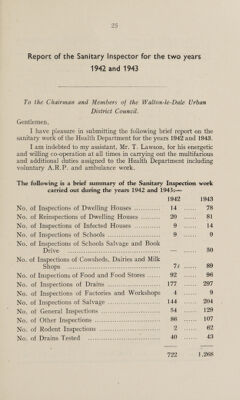 25
Report of the Sanitary Inspector for the two years
1942 and 1943
To the Chairman and Members of the Walton-le-Dale Urban
District Council.
Gentlemen,
I have pleasure in submitting the following brief report on the
sanitary work of the Health Department for the years 1942 and 1943.
I am indebted to my assistant, Mr. T. Lawson, for his energetic
and willing co-operation at all times in carrying out the multifarious
and additional duties assigned to the Health Department including
voluntary A.R.P. and ambulance work.
The following is a brief summary of the Sanitary Inspection work
carried out during the years 1942 and 1943:—
1942 1943
No. of Inspections of Dwelling Houses ............ 14 ...... 78
No. of Reinspections of Dwelling Houses ......... 20 ...... 81
No. of Inspections of Infected Houses ............ 9 ...... 14
No. of Inspections of Schools ..................... 9 ...... 9
No. of Inspections of Schools Salvage and Book
Drive .......................................... — ...... 50
No. of Inspections of Cowsheds, Dairies and Milk
Shops .......................................... ...... 89
No. of Inspections of Food and Food Stores ...... 92 ...... 96
No. of Inspections of Drains ........................ 177 ...... 297
No. of Inspections of Factories and Workshops 4 ...... 9
No. of Inspections of Salvage ........................ 144 ...... 204
No. of General Inspections ........................ 54 ...... 129
No. of Other Inspections ........................... 86 ...... 107
No. of Rodent Inspections ........................ 2 ...... 62
No. of Drains Tested .............................. 40 ...... 43
722 1,268